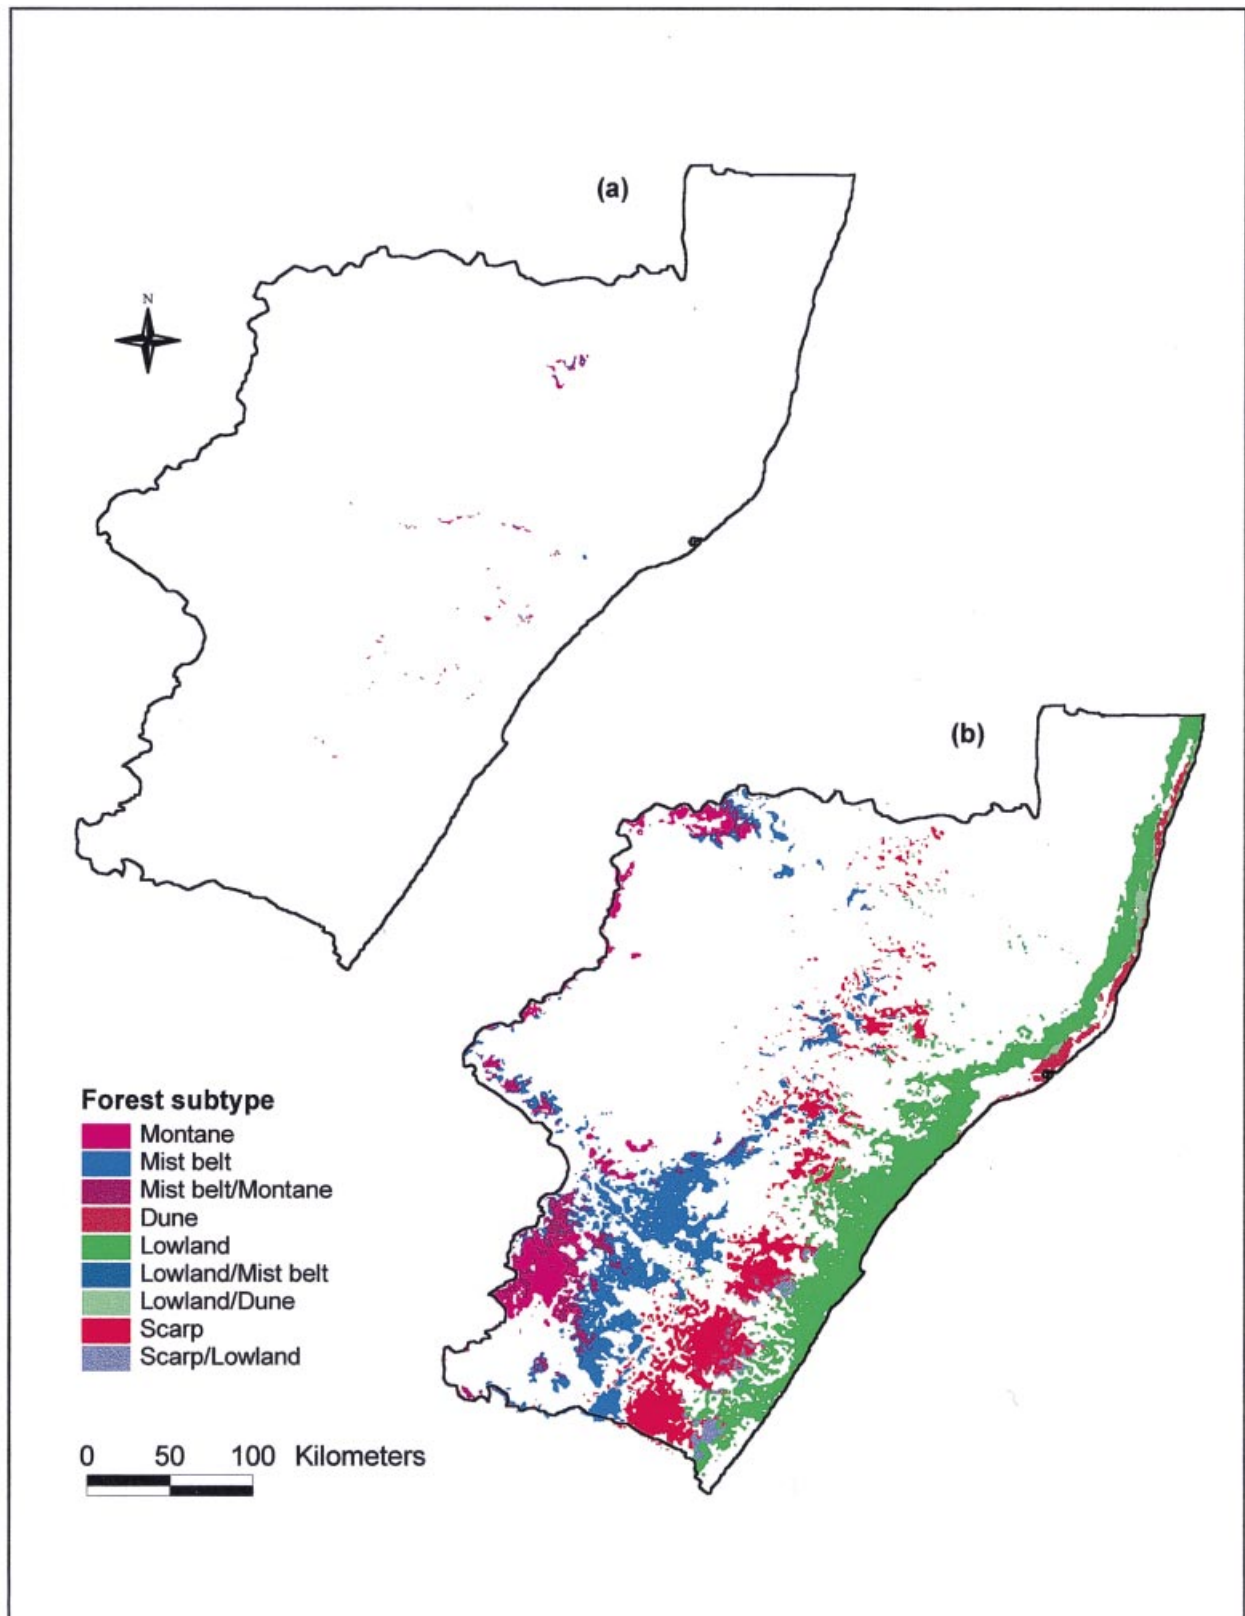 (a)
N
(b)
Forest subtype
Montane
Mist belt
Mist belt/Montane
Dune
Lowland
Lowland/Mist belt
Lowland/Dune
Scarp
Scarp/Lowland
0 50 100 Kilometers